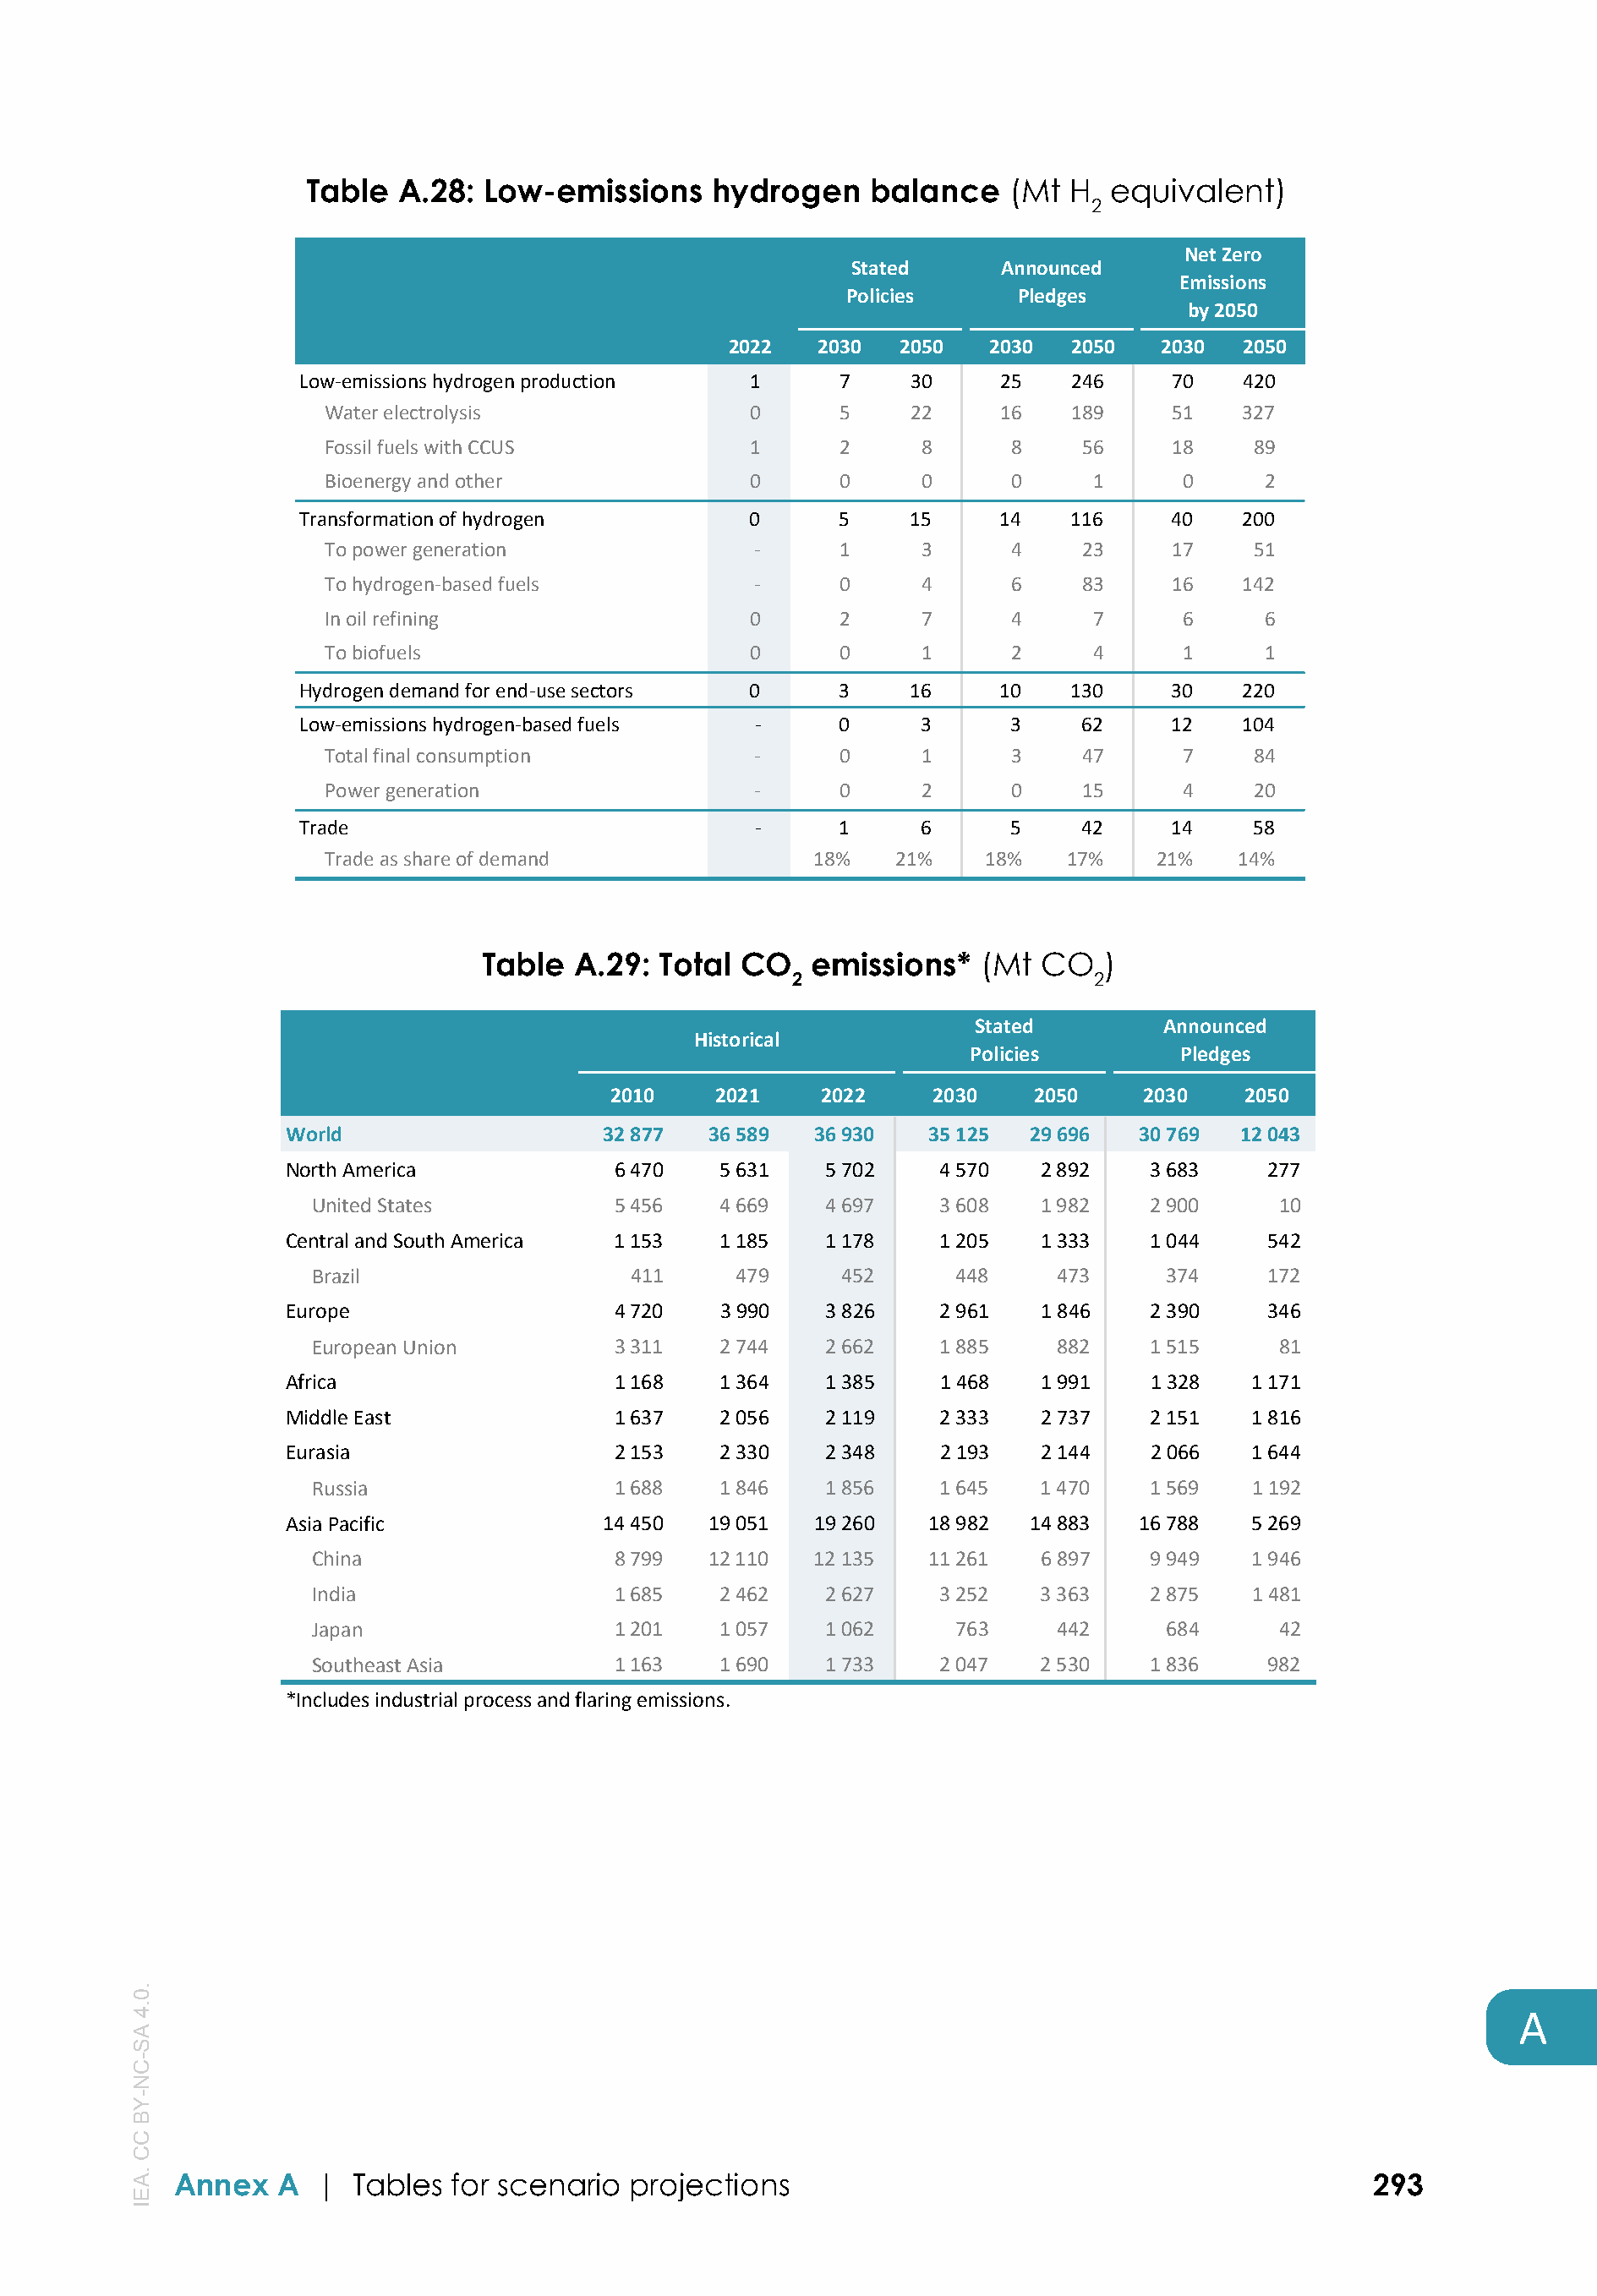 Table A.28: Low-emissions hydrogen balance (Mt H2 equivalent)
Stated Policies Announced Pledges Net Zero Emissions by 2050
2022 2030 2050 2030 2050 2030 2050
Low-emissions hydrogen production 1 7 30 25 246 70 420
Water electrolysis 0 5 22 16 189 51 327
Fossil fuels with CCUS 1 2 8 8 56 18 89
Bioenergy and other 0 0 0 0 1 0 2
Transformation of hydrogen 0 5 15 14 116 40 200
To power generation - 1 3 4 23 17 51
To hydrogen-based fuels - 0 4 6 83 16 142
In oil refining 0 2 7 4 7 6 6
To biofuels 0 0 1 2 4 1 1
Hydrogen demand for end-use sectors 0 3 16 10 130 30 220
Low-emissions hydrogen-based fuels - 0 3 3 62 12 104
Total final consumption - 0 1 3 47 7 84
Power generation - 0 2 0 15 4 20
Trade - 1 6 5 42 14 58
Trade as share of demand 18% 21% 18% 17% 21% 14%
Table A.29: Total CO2 emissions* (Mt CO2)
Historical Stated Policies Announced Pledges
2010 2021 2022 2030 2050 2030 2050
World 32 877 36 589 36 930 35 125 29 696 30 769 12 043
North America 6 470 5 631 5 702 4 570 2 892 3 683 277
United States 5 456 4 669 4 697 3 608 1 982 2 900 10
Central and South America 1 153 1 185 1 178 1 205 1 333 1 044 542
Brazil 411 479 452 448 473 374 172
Europe 4 720 3 990 3 826 2 961 1 846 2 390 346
European Union 3 311 2 744 2 662 1 885 882 1 515 81
Africa 1 168 1 364 1 385 1 468 1 991 1 328 1 171
Middle East 1 637 2 056 2 119 2 333 2 737 2 151 1 816
Eurasia 2 153 2 330 2 348 2 193 2 144 2 066 1 644
Russia 1 688 1 846 1 856 1 645 1 470 1 569 1 192
Asia Pacific 14 450 19 051 19 260 18 982 14 883 16 788 5 269
China 8 799 12 110 12 135 11 261 6 897 9 949 1 946
India 1 685 2 462 2 627 3 252 3 363 2 875 1 481
Japan 1 201 1 057 1 062 763 442 684 42
Southeast Asia 1 163 1 690 1 733 2 047 2 530 1 836 982
*Includes industrial process and flaring emissions.
A
IEA. CC BY-NC-SA 4.0.
Annex A | Tables for scenario projections 293